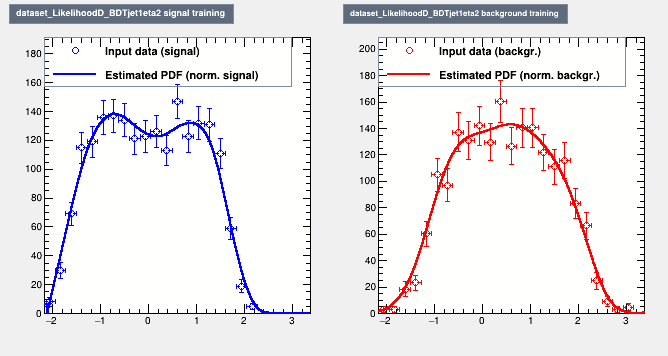 dataset_LikelihoodD_BDTjet1eta2 signal training
Input data (signal)
Estimated PDF (norm. signal)
180
160
140
120
100
80
60
40
20
0
−2 −1 0 1 2 3
dataset_LikelihoodD_BDTjet1eta2 background training
Input data (backgr.)
Estimated PDF (norm. backgr.)
200
180
160
140
120
100
80
60
40
20
0
−2 −1 0 1 2 3